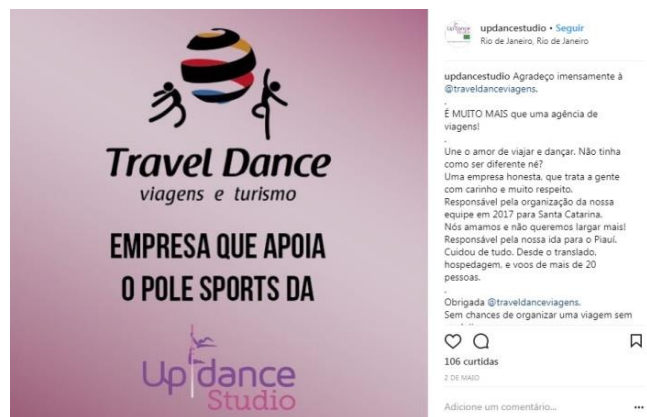 Travel Dance
viagens e turismo
EMPRESA QUE APOIA
O POLE SPORTS DA
Up dance
Studio
updancestudio • Seguir
Rio de Janeiro, Rio de Janeiro
updancestudio Agradeço imensamente à
@traveldanceviagens.
.
É MUITO MAIS que uma agência de
viagens!
.
Une o amor de viajar e dançar. Não tinha
como ser diferente né?
Uma empresa honesta, que trata a gente
com carinho e muito respeito.
Responsável pela organização da nossa
equipe em 2017 para Santa Catarina.
Nós amamos e não queremos largar mais!
Responsável pela nossa ida para o Piauí.
Cuidou de tudo. Desde o translado,
hospedagem, e voos de mais de 20
pessoas.
.
Obrigada @traveldanceviagens.
Sem chances de organizar uma viagem sem
106 curtidas
2 DE MAIO
Adicione um comentário...